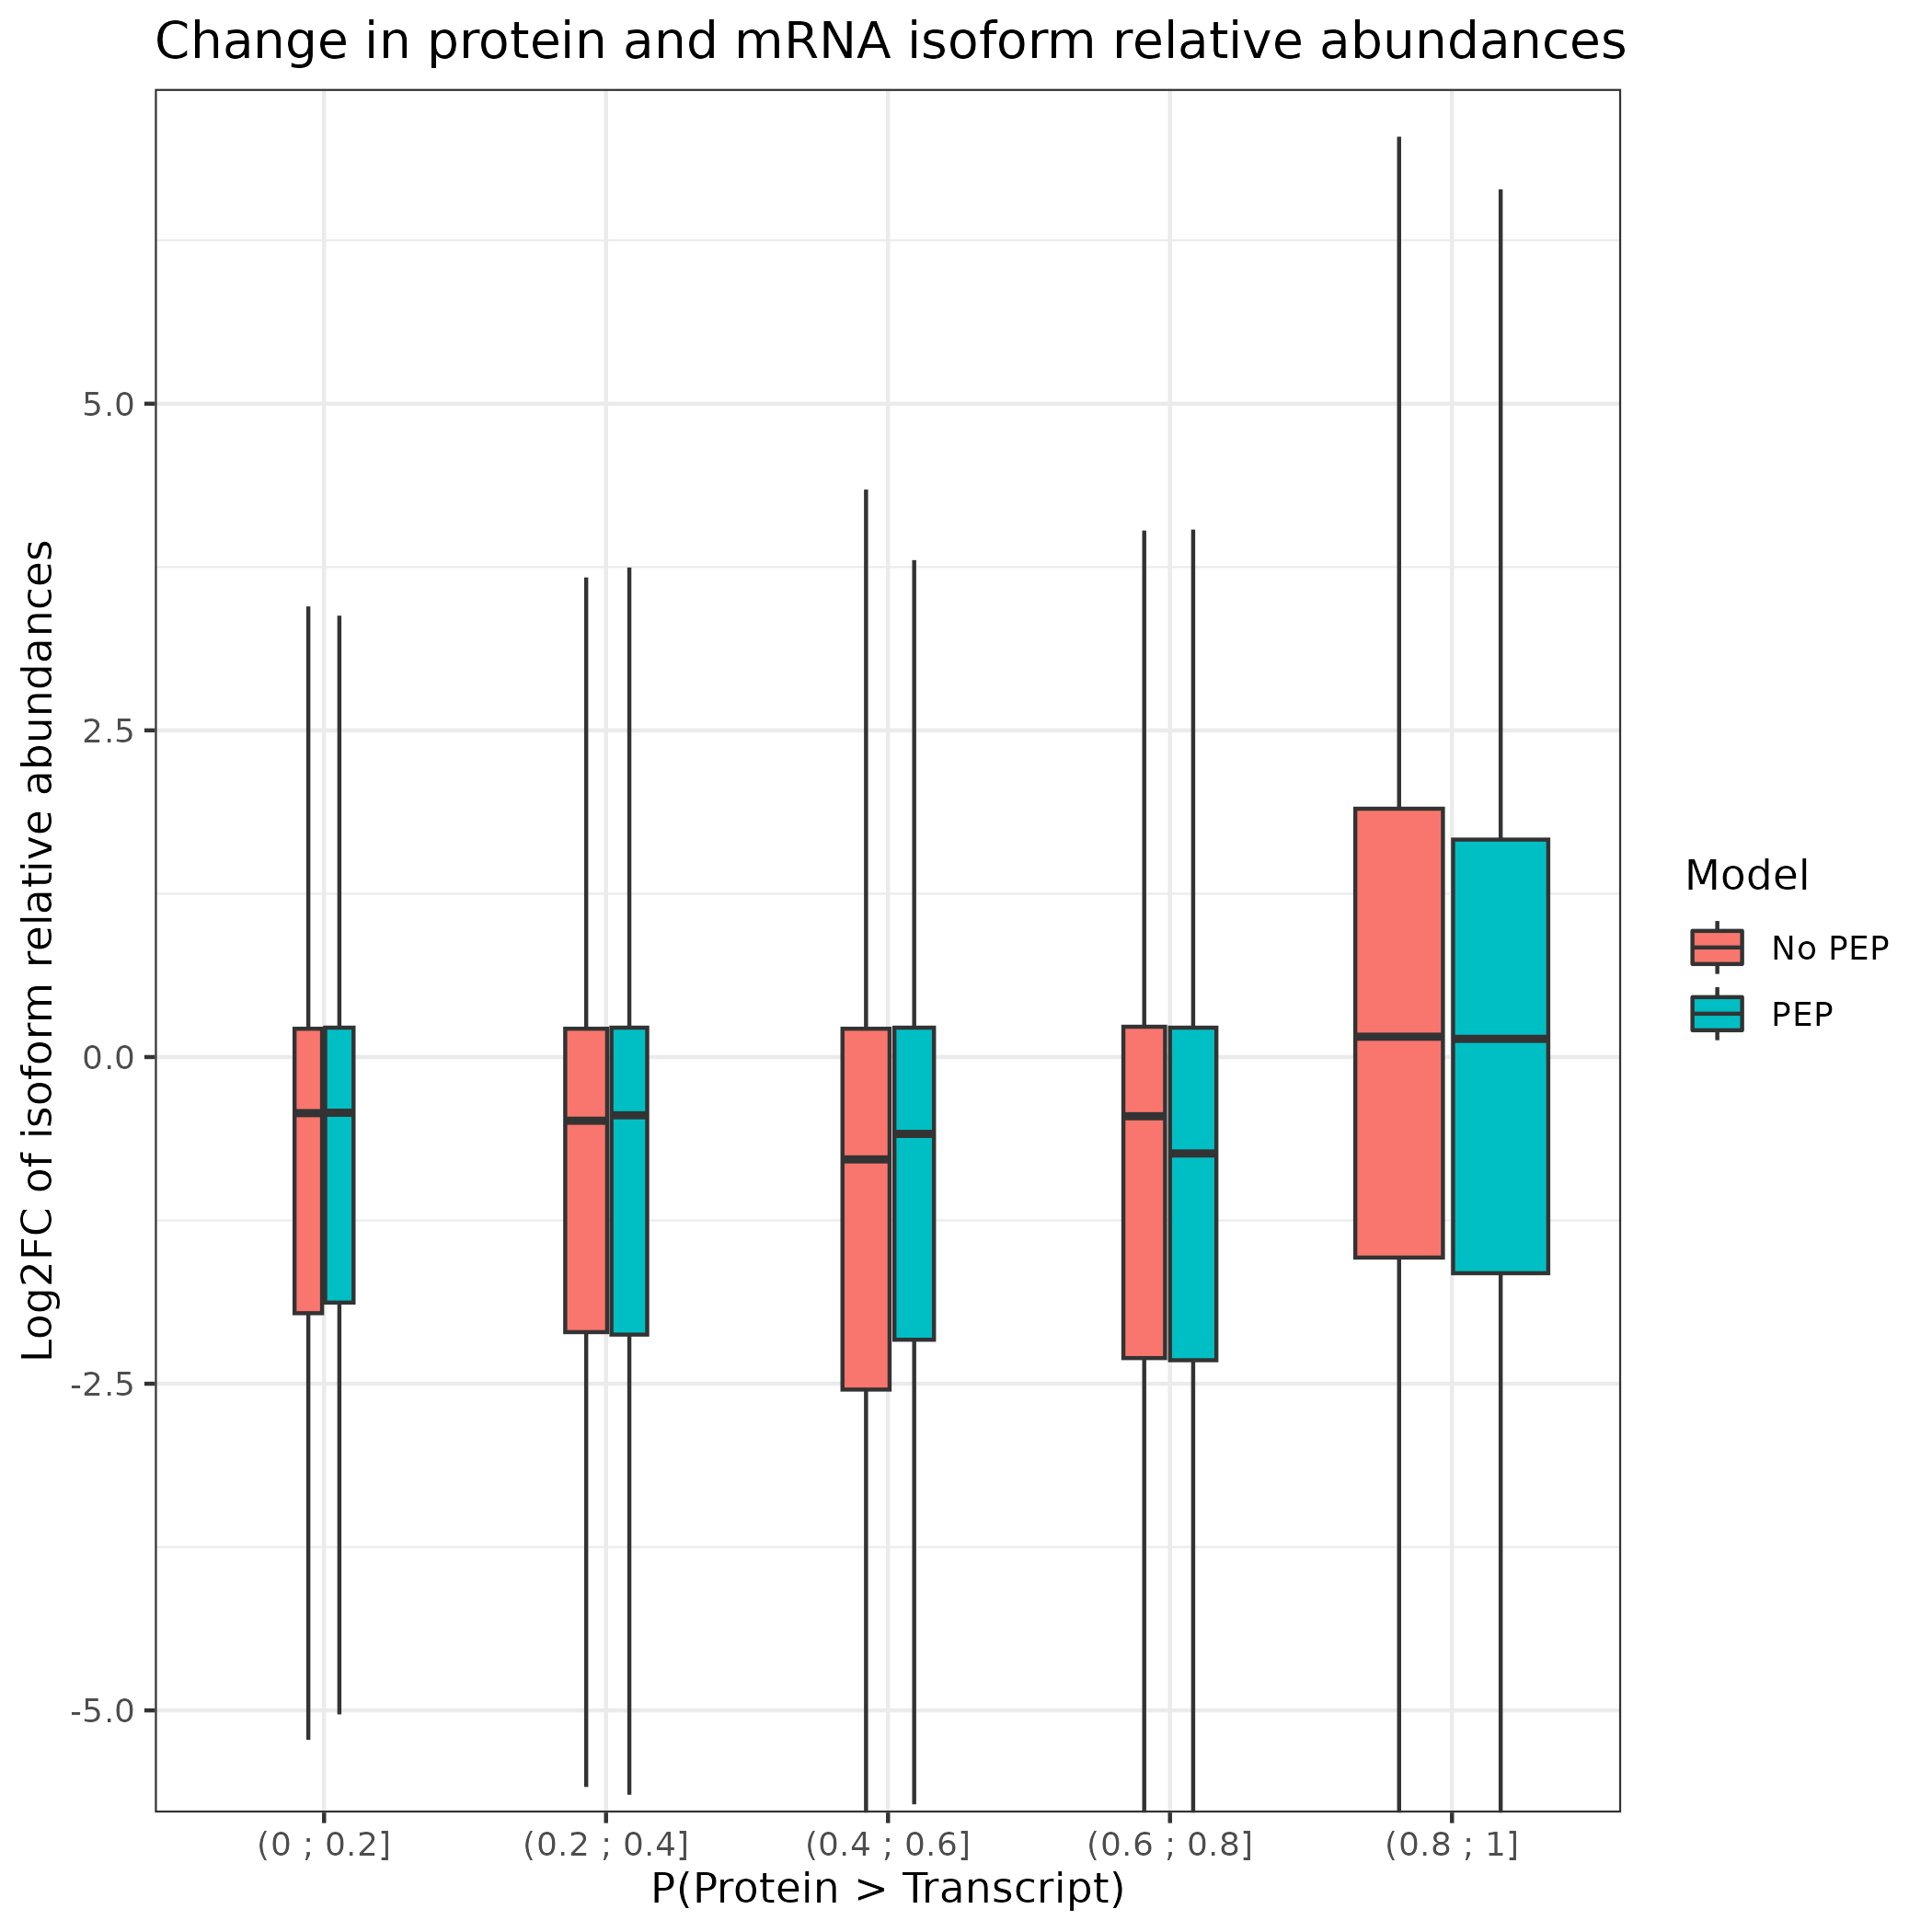 Change in protein and mRNA isoform relative abundances
Log2FC of isoform relative abundances
5.0
2.5
0.0
-2.5
-5.0
(0 ; 0.2]
(0.2 ; 0.4]
(0.4 ; 0.6]
(0.6 ; 0.8]
(0.8 ; 1]
P(Protein > Transcript)
Model
No PEP
PEP